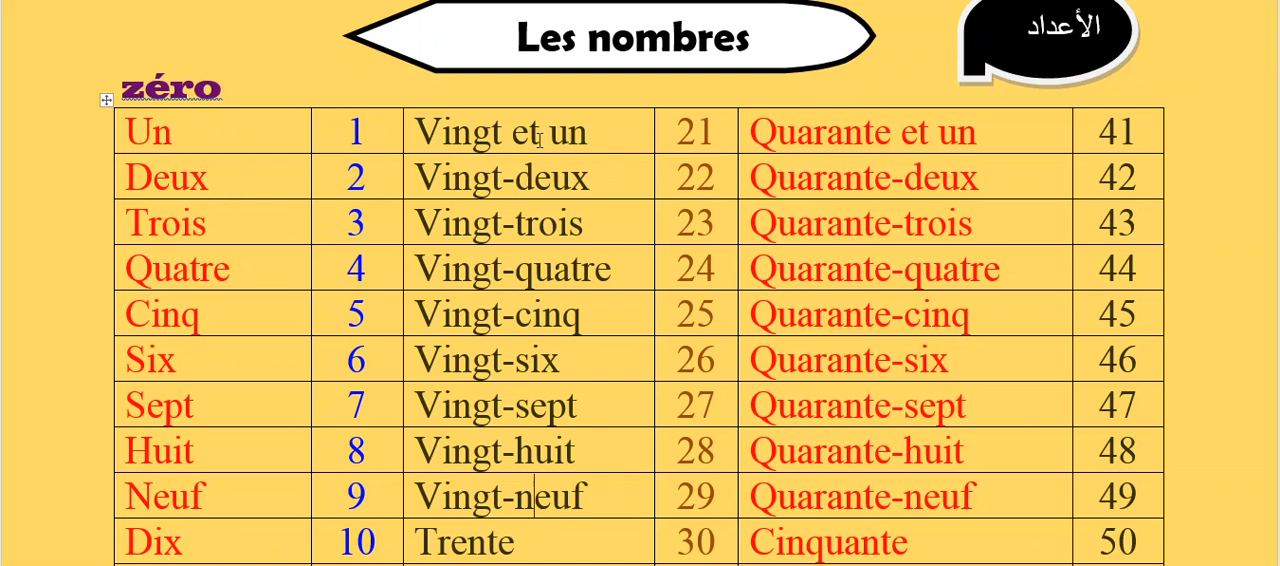 Les nombres
الأعداد
zéro
Un 1 Vingt et un 21 Quarante et un 41
Deux 2 Vingt-deux 22 Quarante-deux 42
Trois 3 Vingt-trois 23 Quarante-trois 43
Quatre 4 Vingt-quatre 24 Quarante-quatre 44
Cinq 5 Vingt-cinq 25 Quarante-cinq 45
Six 6 Vingt-six 26 Quarante-six 46
Sept 7 Vingt-sept 27 Quarante-sept 47
Huit 8 Vingt-huit 28 Quarante-huit 48
Neuf 9 Vingt-neuf 29 Quarante-neuf 49
Dix 10 Trente 30 Cinquante 50